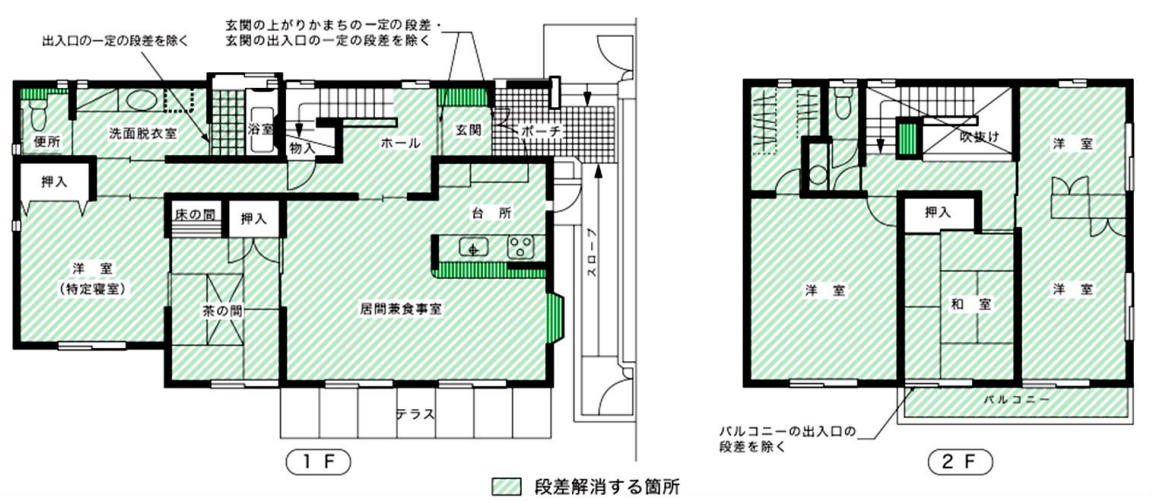 玄関の上がりかまちの一定の段差・
玄関の出入口の一定の段差を除く
出入口の一定の段差を除く
便所
洗面脱衣室
浴室
物入
ホール
玄関
ポーチ
押入
床の間
押入
台 所
洋 室
(特定寝室)
茶の間
居間兼食事室
スロープ
テラス
1 F
吹抜け
洋 室
押入
洋 室
和 室
洋 室
バルコニー
バルコニーの出入口の
段差を除く
2 F
段差解消する箇所